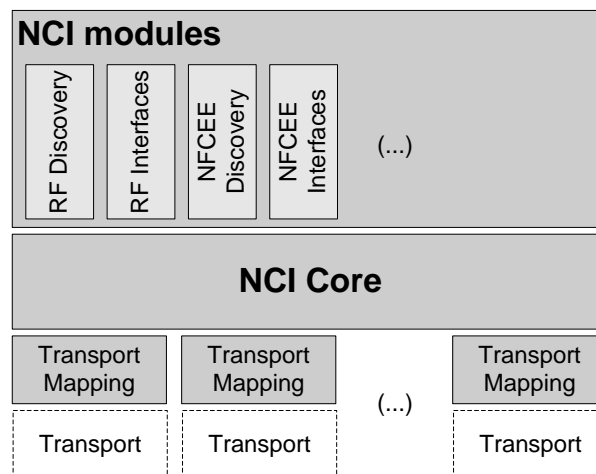 NCI modules
RF Discovery
RF Interfaces
NFCEE
Discovery
NFCEE
Interfaces
(...)
NCI Core
Transport
Mapping
Transport
Mapping
(...)
Transport
Mapping
Transport
Transport
Transport